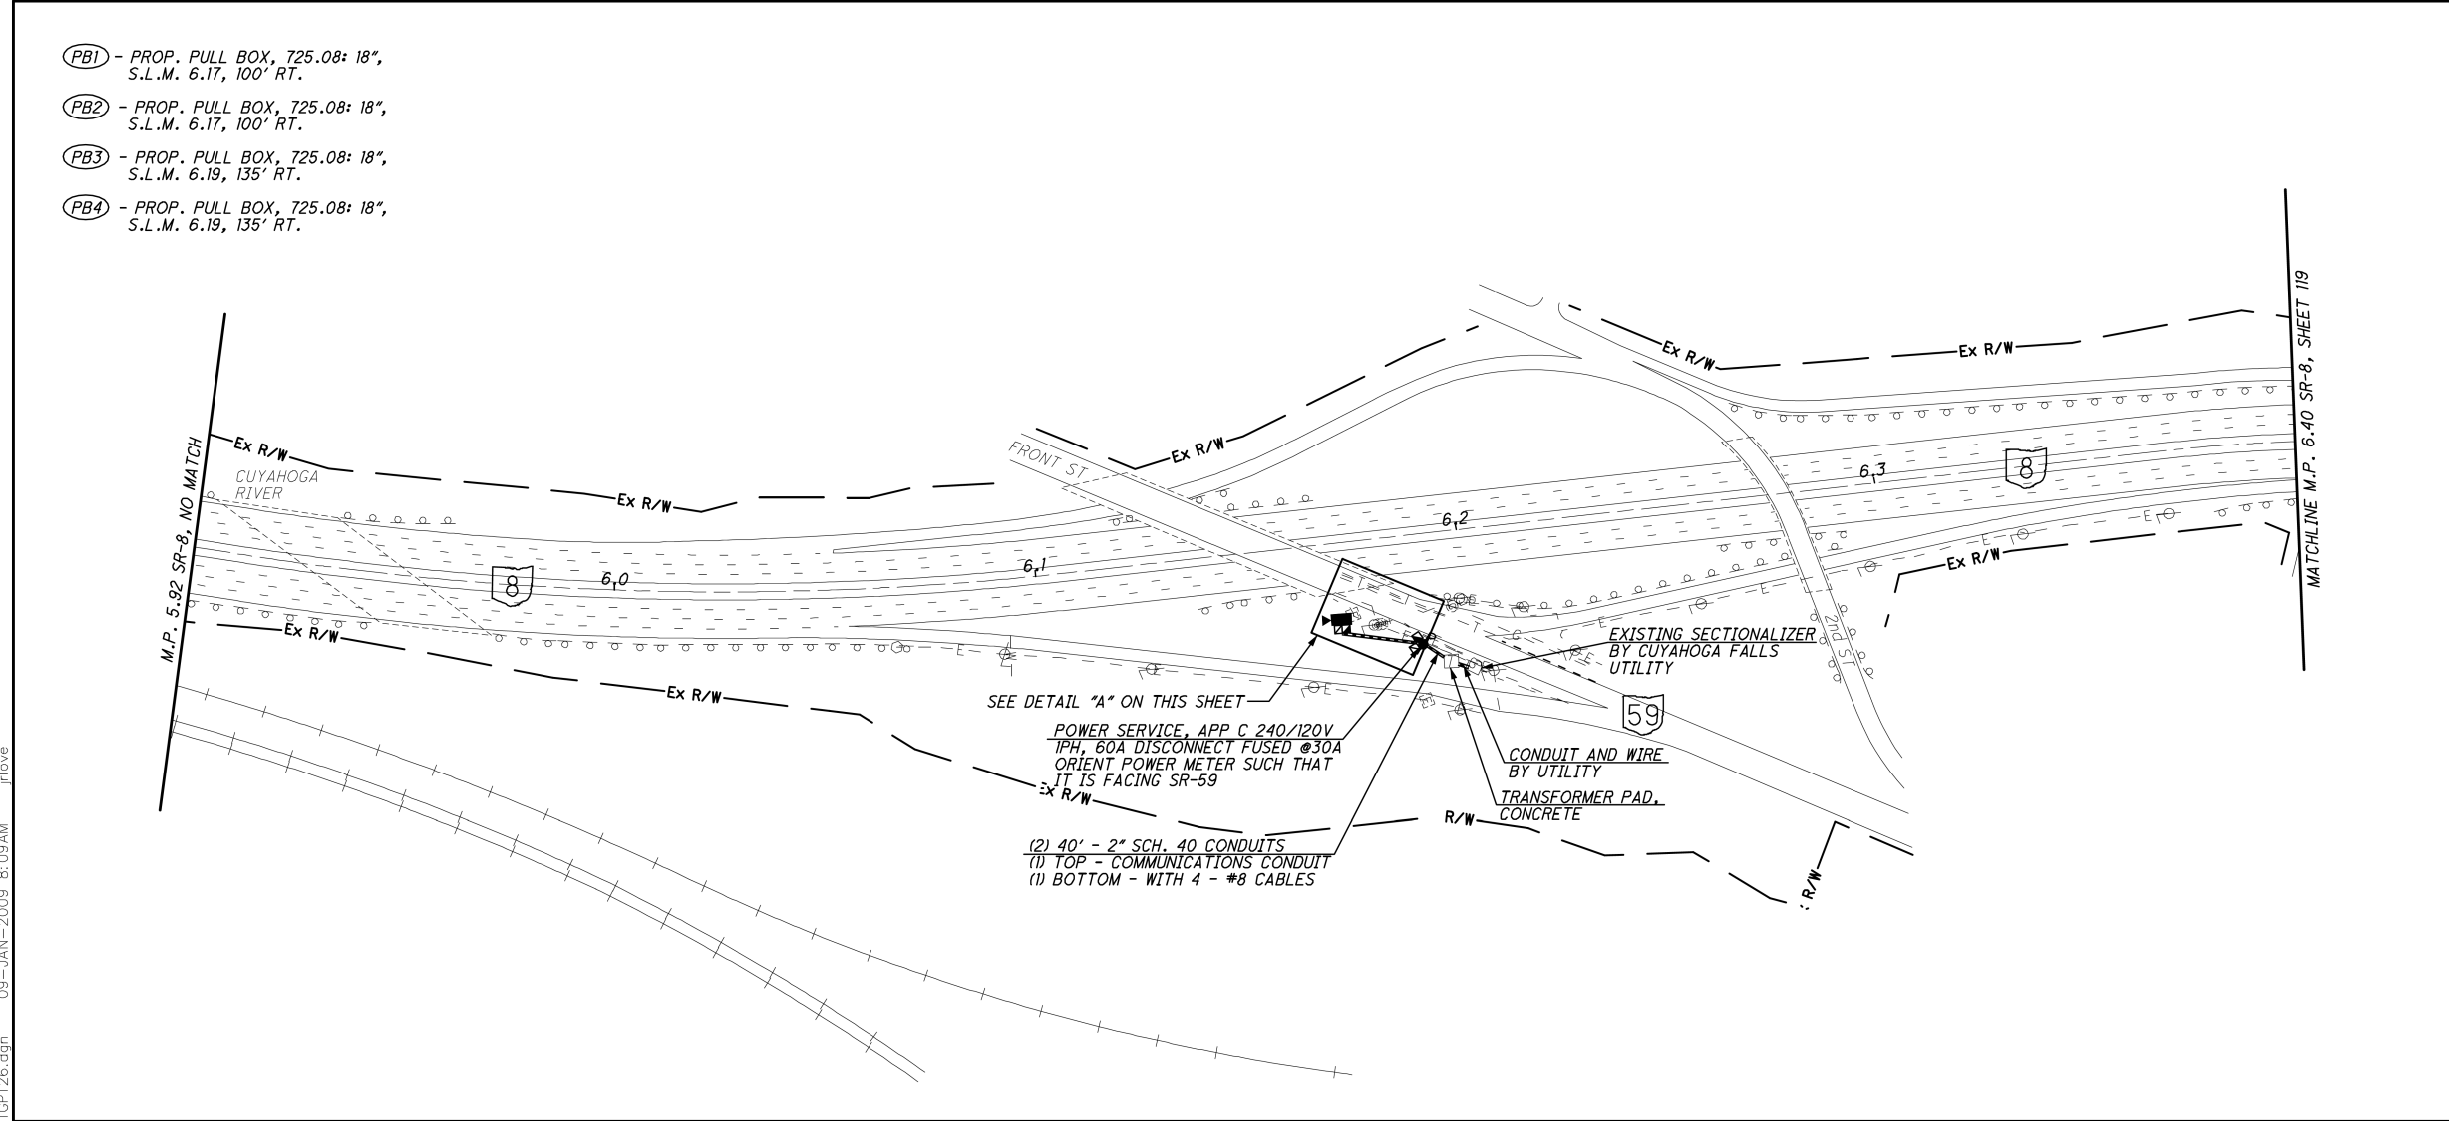 PB1 - PROP. PULL BOX, 725.08: 18",
S.L.M. 6.17, 100' RT.
PB2 - PROP. PULL BOX, 725.08: 18",
S.L.M. 6.17, 100' RT.
PB3 - PROP. PULL BOX, 725.08: 18",
S.L.M. 6.19, 135' RT.
PB4 - PROP. PULL BOX, 725.08: 18",
S.L.M. 6.19, 135' RT.
M.P. 5.92 SR-8, NO MATCH
MATCHLINE M.P. 6.40 SR-8, SHEET 119
Ex R/W
Ex R/W
Ex R/W
Ex R/W
Ex R/W
CUYAHOGA
RIVER
FRONT ST
6.3
8
6.2
6.1
6.0
8
E
E
Ex R/W
Ex R/W
Ex R/W
2nd ST
EXISTING SECTIONALIZER
BY CUYAHOGA FALLS
UTILITY
SEE DETAIL "A" ON THIS SHEET
59
POWER SERVICE, APP C 240/120V
1PH, 60A DISCONNECT FUSED @30A
ORIENT POWER METER SUCH THAT
IT IS FACING SR-59
Ex R/W
CONDUIT AND WIRE
BY UTILITY
TRANSFORMER PAD,
CONCRETE
R/W
(2) 40' - 2" SCH. 40 CONDUITS
(1) TOP - COMMUNICATIONS CONDUIT
(1) BOTTOM - WITH 4 - #8 CABLES
R/W
jrlove
09-JAN-2009 8:09AM